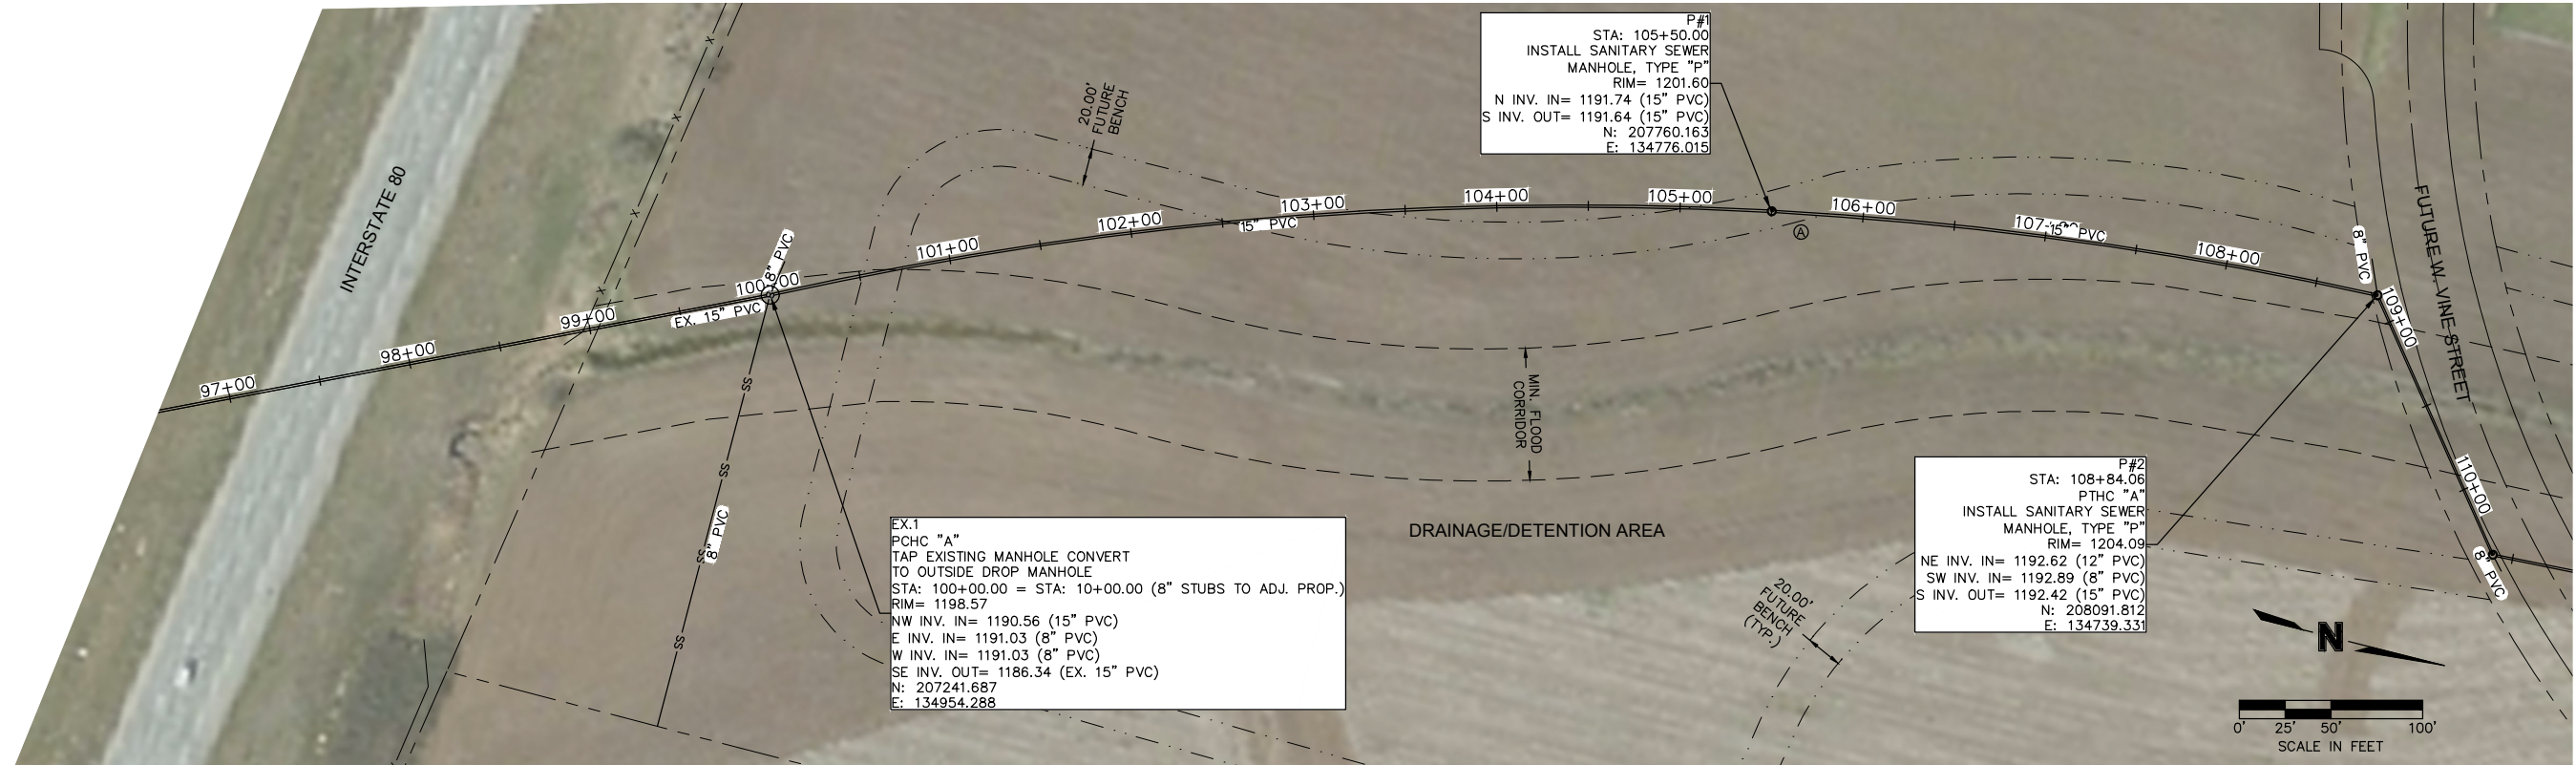 P#1
STA: 105+50.00
INSTALL SANITARY SEWER
MANHOLE, TYPE "P"
RIM= 1201.60
N INV. IN= 1191.74 (15" PVC)
S INV. OUT= 1191.64 (15" PVC)
N: 207760.163
E: 134776.015
20.00'
FUTURE
BENCH
INTERSTATE 80
97+00
98+00
99+00
100+00
101+00
102+00
103+00
104+00
105+00
106+00
108+00
109+00
110+00
8" PVC
EX. 15" PVC
15" PVC
A
15" PVC
8" PVC
FUTURE W. VINE STREET
SS
SS
SS
SS
8" PVC
X
X
X
X
MIN. FLOOD
CORRIDOR
DRAINAGE/DETENTION AREA
EX.1
PCHC "A"
TAP EXISTING MANHOLE CONVERT
TO OUTSIDE DROP MANHOLE
STA: 100+00.00 = STA: 10+00.00 (8" STUBS TO ADJ. PROP.)
RIM= 1198.57
NW INV. IN= 1190.56 (15" PVC)
E INV. IN= 1191.03 (8" PVC)
W INV. IN= 1191.03 (8" PVC)
SE INV. OUT= 1186.34 (EX. 15" PVC)
N: 207241.687
E: 134954.288
P#2
STA: 108+84.06
PTHC "A"
INSTALL SANITARY SEWER
MANHOLE, TYPE "P"
RIM= 1204.09
NE INV. IN= 1192.62 (12" PVC)
SW INV. IN= 1192.89 (8" PVC)
S INV. OUT= 1192.42 (15" PVC)
N: 208091.812
E: 134739.331
20.00'
FUTURE
BENCH
(TYP.)
8" PVC
N
0' 25' 50' 100'
SCALE IN FEET